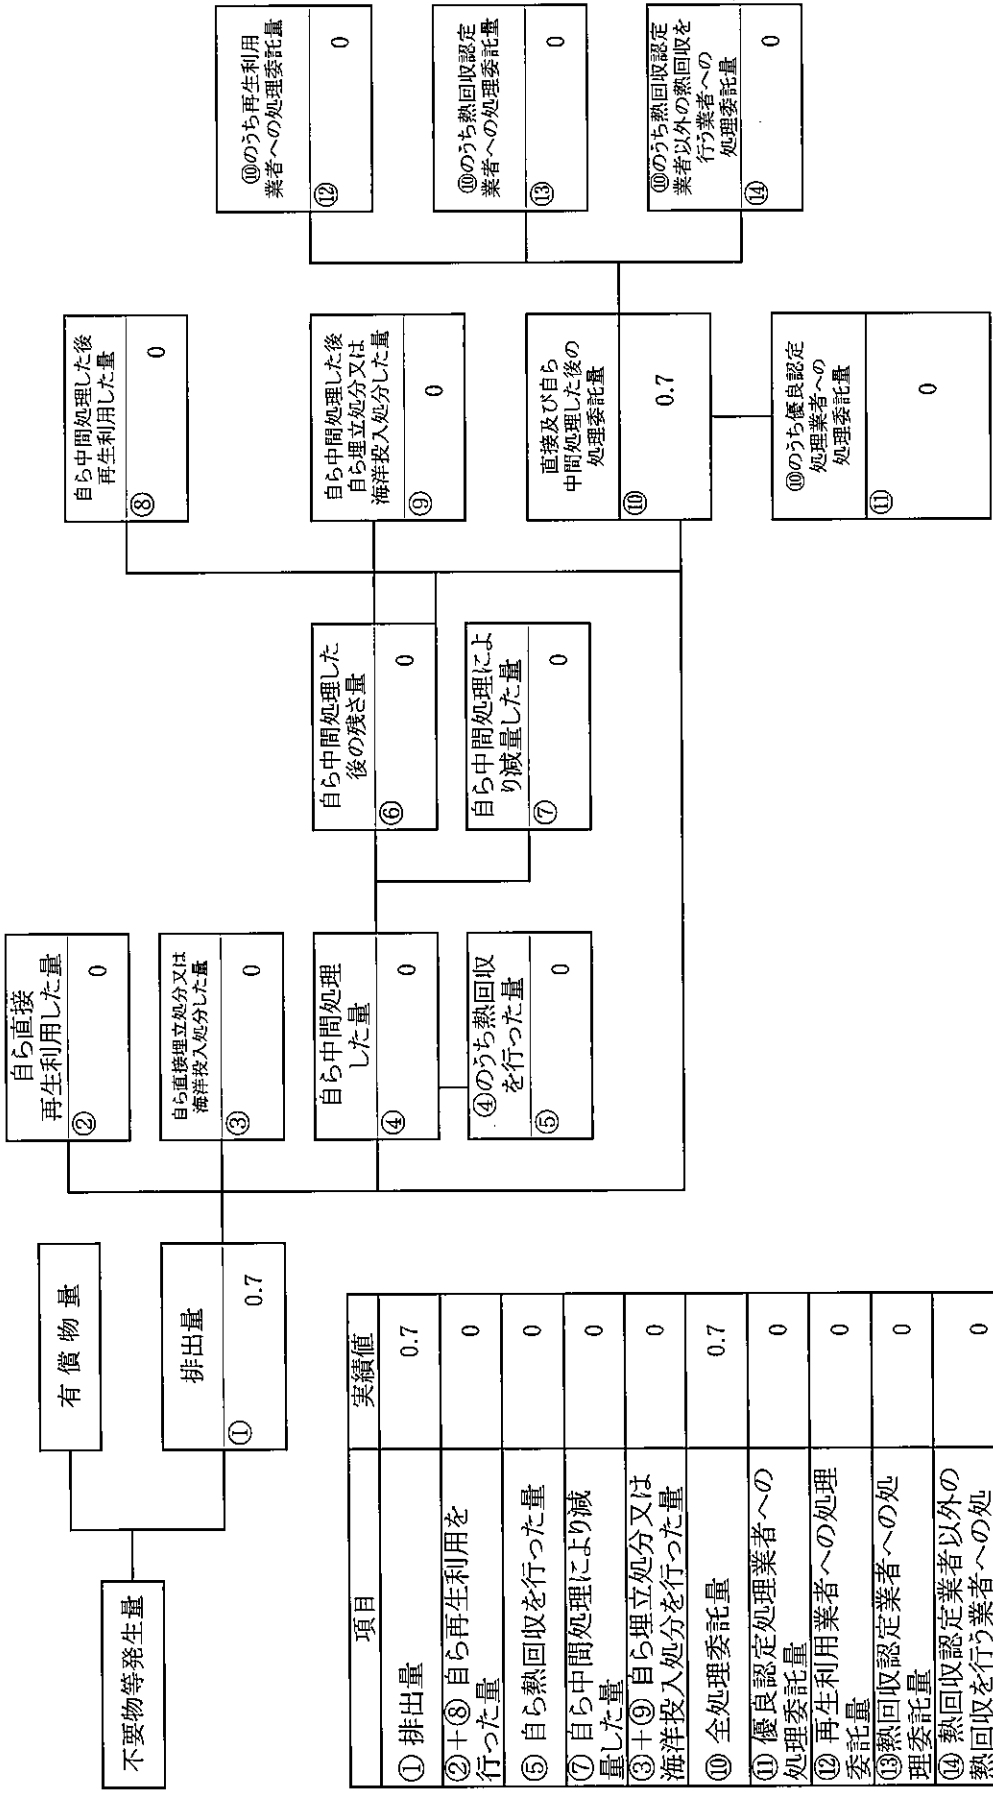 不要物等発生量
有償物量
排出量
①
0.7
自ら直接
再生利用した量
②
0
自ら直接埋立処分又は
海洋投入処分した量
③
0
自ら中間処理
した量
④
0
④のうち熱回収
を行った量
⑤
0
自ら中間処理した
後の残さ量
⑥
0
自ら中間処理によ
り減量した量
⑦
0
自ら中間処理した後
再生利用した量
⑧
0
自ら中間処理した後
自ら埋立処分又は
海洋投入処分した量
⑨
0
直接及び自ら
中間処理した後の
処理委託量
⑩
0.7
⑩のうち優良認定
処理業者への
処理委託量
⑪
0
⑩のうち再生利用
業者への処理委託量
⑫
0
⑩のうち熱回収認定
業者への処理委託量
⑬
0
⑩のうち熱回収認定
業者以外の熱回収を
行う業者への
処理委託量
⑭
0
項目 実績値
① 排出量 0.7
②+⑧ 自ら再生利用を
行った量 0
⑤ 自ら熱回収を行った量 0
⑦ 自ら中間処理により減
量した量 0
③+⑨ 自ら埋立処分又は
海洋投入処分を行った量 0
⑩ 全処理委託量 0.7
⑪ 優良認定処理業者への
処理委託量 0
⑫ 再生利用業者への処理
委託量 0
⑬熱回収認定業者への処
理委託量 0
⑭ 熱回収認定業者以外の
熱回収を行う業者への処 0